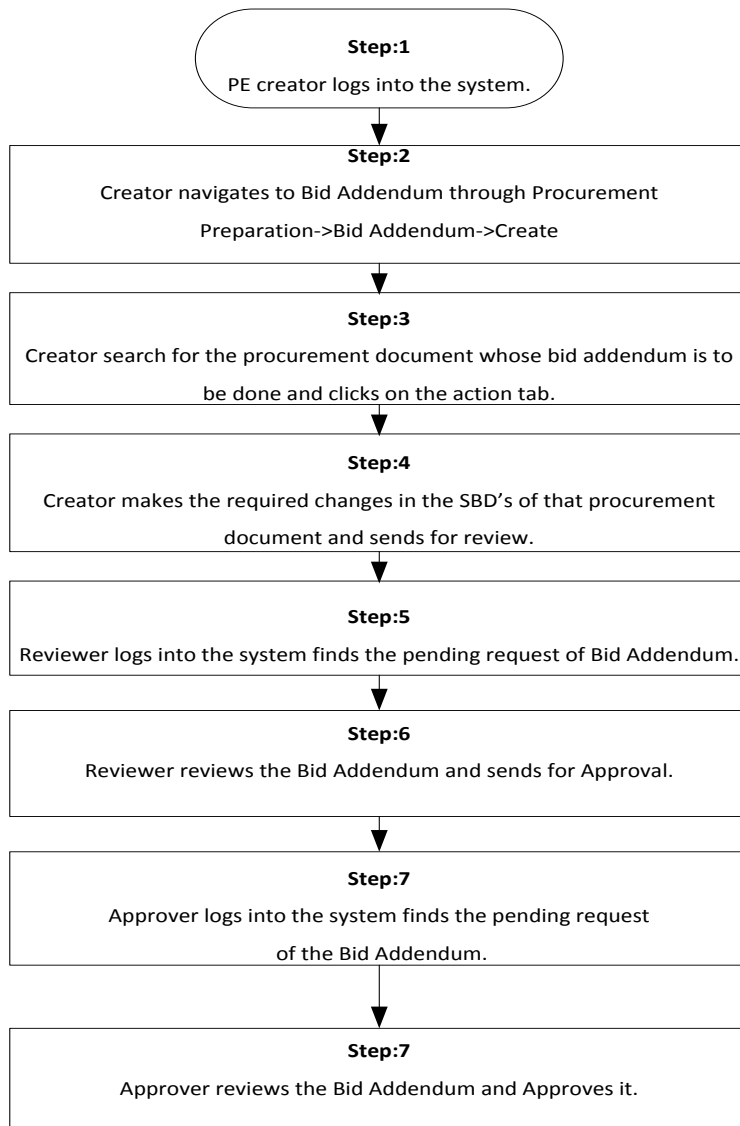 Step:1
PE creator logs into the system.
Step:2
Creator navigates to Bid Addendum through Procurement
Preparation->Bid Addendum->Create
Step:3
Creator search for the procurement document whose bid addendum is to
be done and clicks on the action tab.
Step:4
Creator makes the required changes in the SBD’s of that procurement
document and sends for review.
Step:5
Reviewer logs into the system finds the pending request of Bid Addendum.
Step:6
Reviewer reviews the Bid Addendum and sends for Approval.
Step:7
Approver logs into the system finds the pending request
of the Bid Addendum.
Step:7
Approver reviews the Bid Addendum and Approves it.